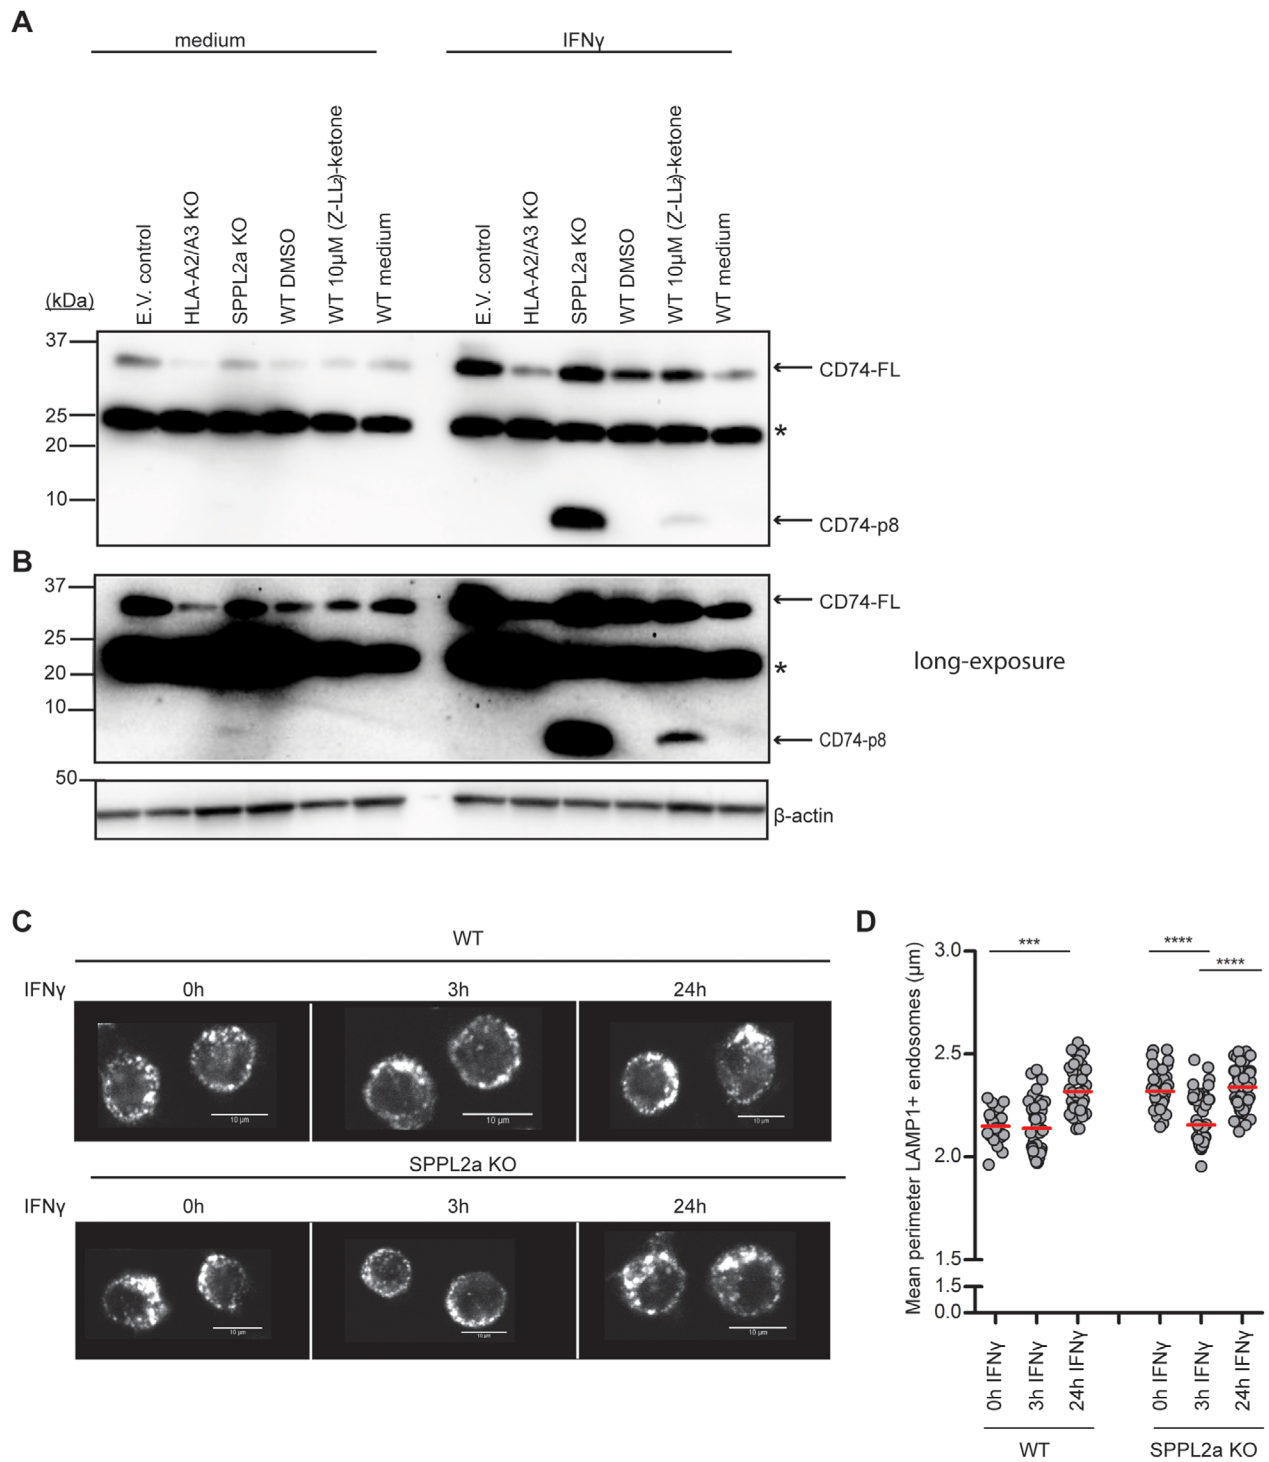 A
medium IFNγ
E.V. control HLA-A2/A3 KO SPPL2a KO WT DMSO WT 10μM (Z-LL₂)-ketone WT medium E.V. control HLA-A2/A3 KO SPPL2a KO WT DMSO WT 10μM (Z-LL₂)-ketone WT medium
(kDa)
37
CD74-FL
25
*
20
10
CD74-p8
B
37
CD74-FL
25
long-exposure
*
20
10
CD74-p8
50
β-actin
C
WT
IFNγ 0h 3h 24h
10 μm 10 μm 10 μm
SPPL2a KO
IFNγ 0h 3h 24h
10 μm 10 μm 10 μm
D
Mean perimeter LAMP1+ endosomes (μm)
*** ****
****
3.0
2.5
2.0
1.5
1.5
0.0
0h IFNγ 3h IFNγ 24h IFNγ 0h IFNγ 3h IFNγ 24h IFNγ
WT SPPL2a KO